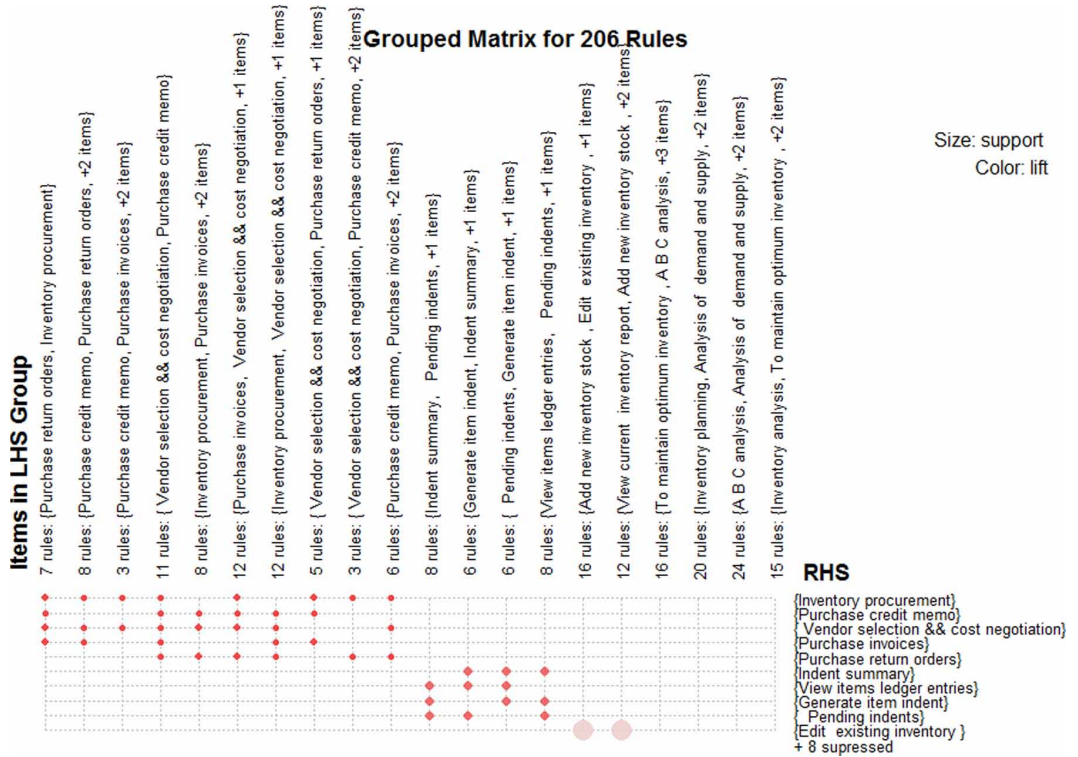 Grouped Matrix for 206 Rules
Size: support
Color: lift
Items in LHS Group
7 rules: {Purchase return orders, Inventory procurement}
8 rules: {Purchase credit memo, Purchase return orders, +2 items}
3 rules: {Purchase credit memo, Purchase invoices, +2 items}
11 rules: { Vendor selection && cost negotiation, Purchase credit memo}
8 rules: {Inventory procurement, Purchase invoices, +2 items}
12 rules: {Purchase invoices, Vendor selection && cost negotiation, +1 items}
12 rules: {Inventory procurement, Vendor selection && cost negotiation, +1 items}
5 rules: { Vendor selection && cost negotiation, Purchase return orders, +1 items}
3 rules: { Vendor selection && cost negotiation, Purchase credit memo, +2 items}
6 rules: {Purchase credit memo, Purchase invoices, +2 items}
8 rules: {Indent summary, Pending indents, +1 items}
6 rules: {Generate item indent, Indent summary, +1 items}
6 rules: { Pending indents, Generate item indent, +1 items}
8 rules: {View items ledger entries, Pending indents, +1 items}
16 rules: {Add new inventory stock , Edit existing inventory , +1 items}
12 rules: {View current inventory report, Add new inventory stock , +2 items}
16 rules: {To maintain optimum inventory , A B C analysis, +3 items}
20 rules: {Inventory planning, Analysis of demand and supply, +2 items}
24 rules: {A B C analysis, Analysis of demand and supply, +2 items}
15 rules: {Inventory analysis, To maintain optimum inventory , +2 items}
RHS
{Inventory procurement}
{Purchase credit memo}
{ Vendor selection && cost negotiation}
{Purchase invoices}
{Purchase return orders}
{Indent summary}
{View items ledger entries}
{Generate item indent}
{ Pending indents}
{Edit existing inventory }
+ 8 supressed